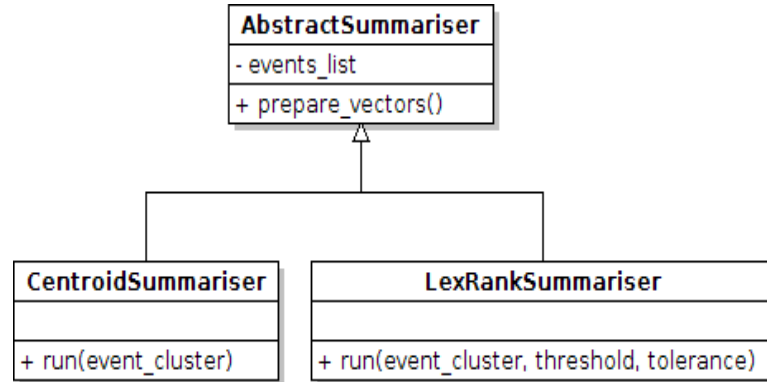 AbstractSummariser
- events_list
+ prepare_vectors()
CentroidSummariser
+ run(event_cluster)
LexRankSummariser
+ run(event_cluster, threshold, tolerance)